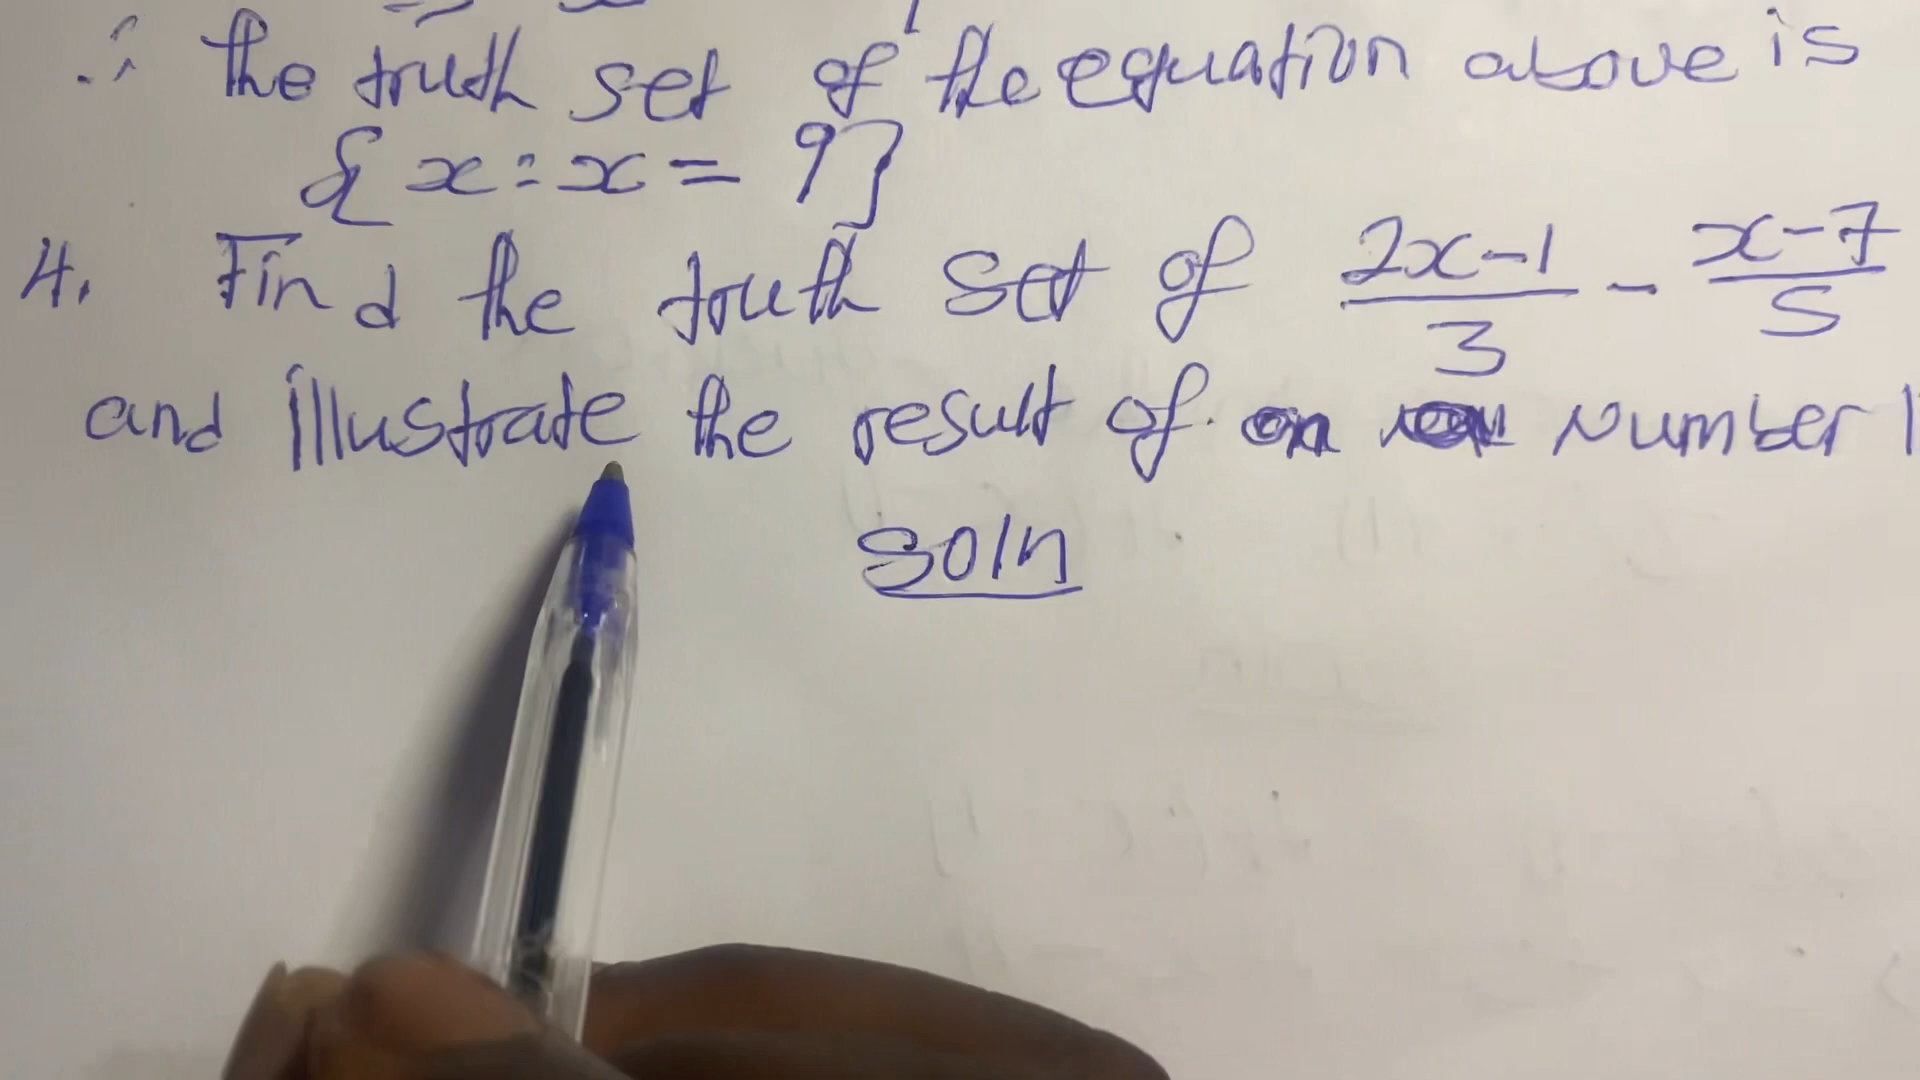 ∴ the truth set of the equation above is
{x : x = 9}
4. Find the truth set of (2x-1)/3 - (x-7)/5
and illustrate the result of on Number
soln